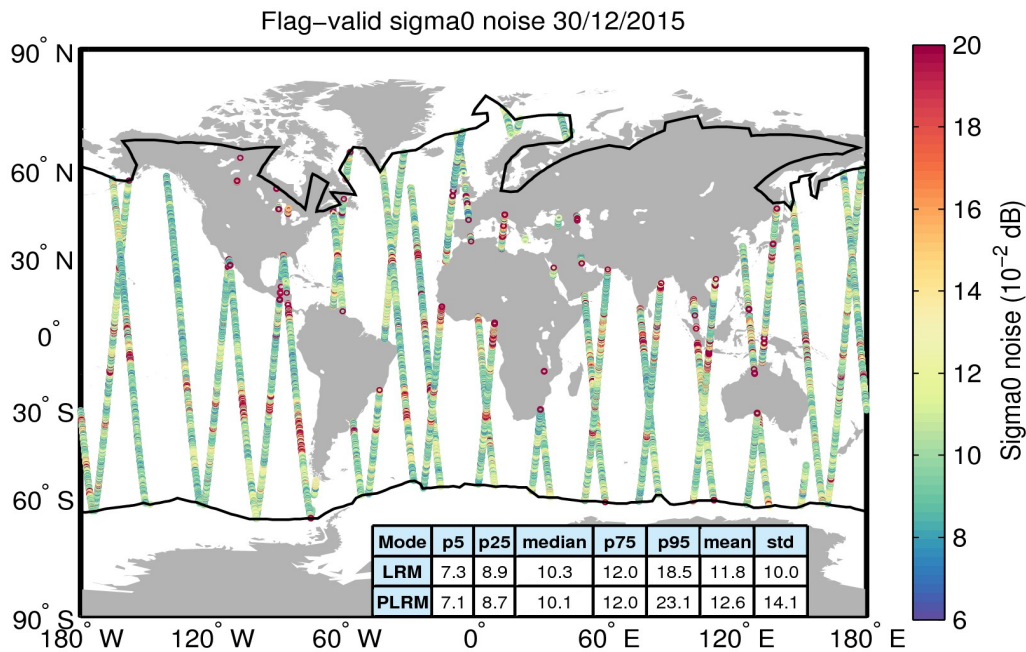 Flag−valid sigma0 noise 30/12/2015
90° N
60° N
30° N
0°
30° S
60° S
90° S
180° W
120° W
60° W
0°
60° E
120° E
180° E
Mode p5 p25 median p75 p95 mean std
LRM 7.3 8.9 10.3 12.0 18.5 11.8 10.0
PLRM 7.1 8.7 10.1 12.0 23.1 12.6 14.1
20
18
16
14
12
10
8
6
Sigma0 noise (10⁻² dB)